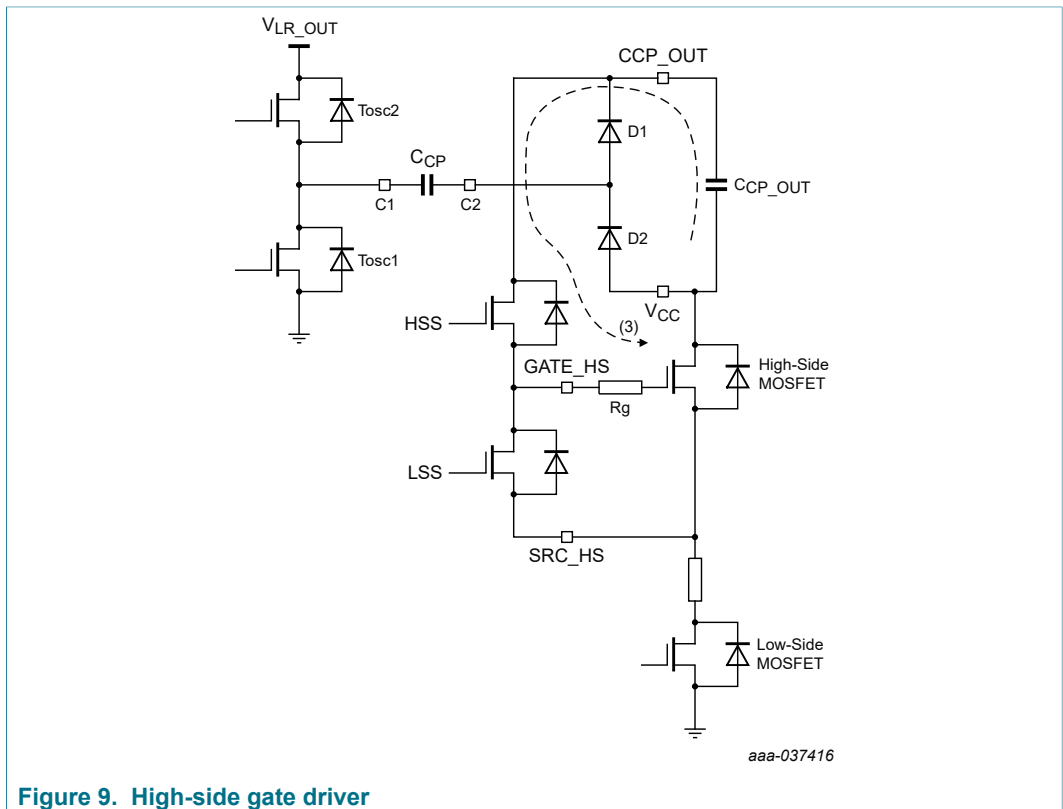 VLR_OUT
CCP_OUT
Tosc2
D1
CCP
CCP_OUT
C1
C2
D2
Tosc1
VCC
HSS
(3)
GATE_HS
High-Side
MOSFET
Rg
LSS
SRC_HS
Low-Side
MOSFET
aaa-037416
Figure 9. High-side gate driver